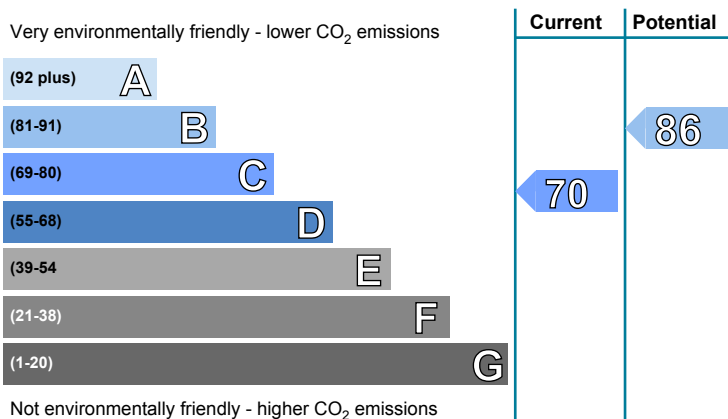 Current Potential
Very environmentally friendly - lower CO2 emissions
(92 plus) A
(81-91) B
86
(69-80) C
70
(55-68) D
(39-54 E
(21-38) F
(1-20) G
Not environmentally friendly - higher CO2 emissions